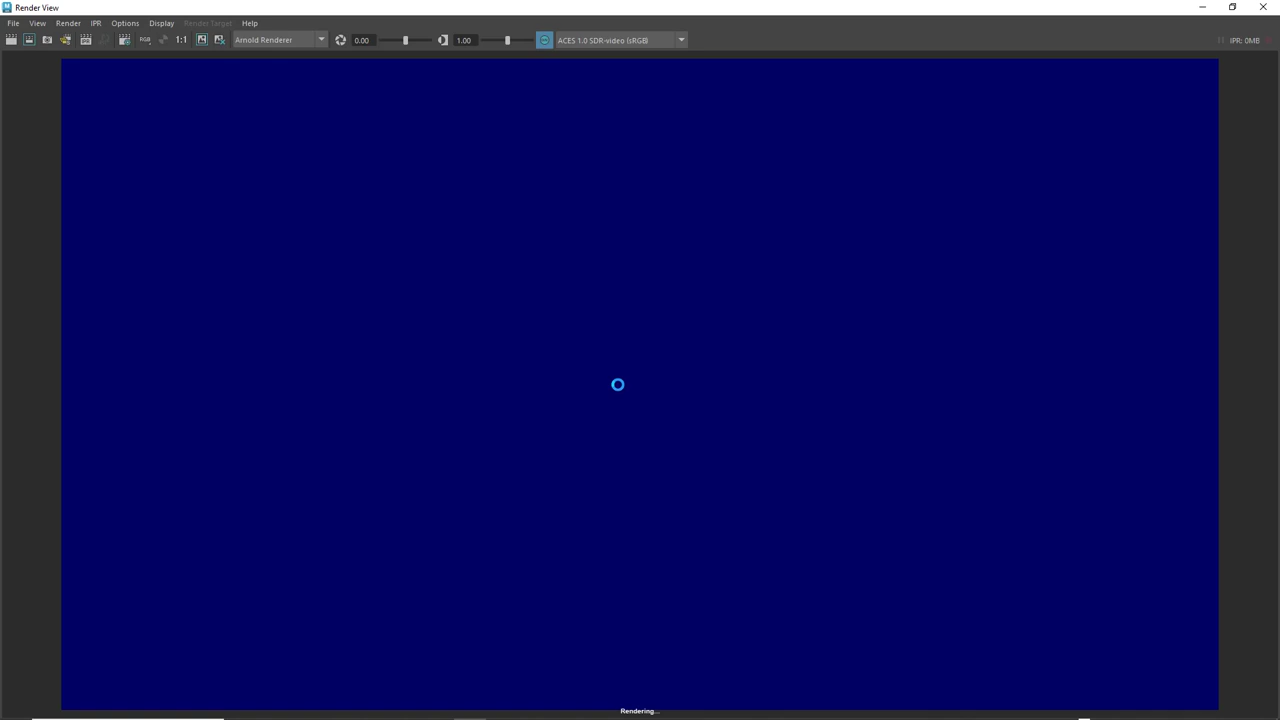 Render View
File View Render IPR Options Display Render Target Help
RGB 1:1 Arnold Renderer 0.00 1.00 ACES 1.0 SDR-video (sRGB) IPR: 0MB
Rendering...